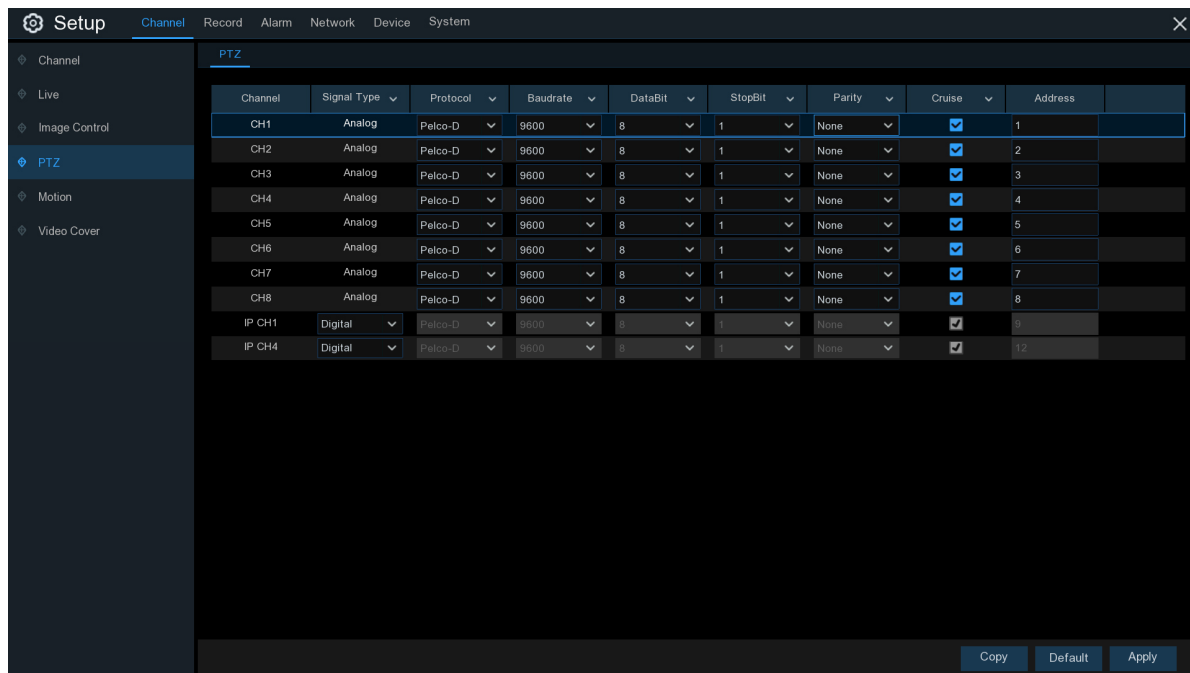 Setup Channel Record Alarm Network Device System
Channel
Live
Image Control
PTZ
Motion
Video Cover
PTZ
Channel Signal Type Protocol Baudrate DataBit StopBit Parity Cruise Address
CH1 Analog Pelco-D 9600 8 1 None 1
CH2 Analog Pelco-D 9600 8 1 None 2
CH3 Analog Pelco-D 9600 8 1 None 3
CH4 Analog Pelco-D 9600 8 1 None 4
CH5 Analog Pelco-D 9600 8 1 None 5
CH6 Analog Pelco-D 9600 8 1 None 6
CH7 Analog Pelco-D 9600 8 1 None 7
CH8 Analog Pelco-D 9600 8 1 None 8
IP CH1 Digital Pelco-D 9600 8 1 None 9
IP CH4 Digital Pelco-D 9600 8 1 None 12
Copy Default Apply